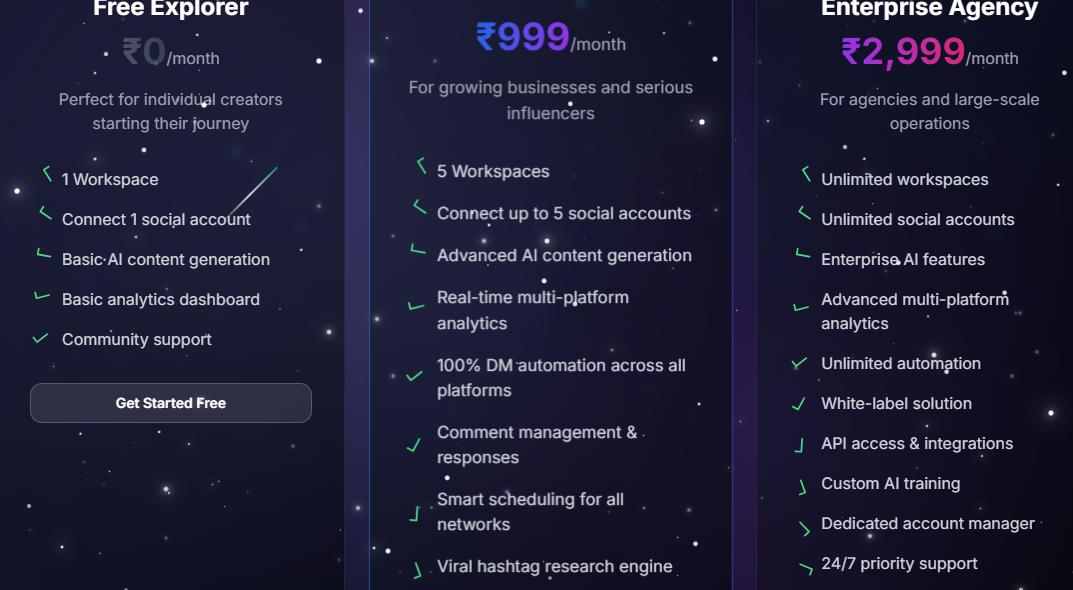 Free Explorer
₹0/month
Perfect for individual creators
starting their journey
1 Workspace
Connect 1 social account
Basic AI content generation
Basic analytics dashboard
Community support
Get Started Free
₹999/month
For growing businesses and serious
influencers
5 Workspaces
Connect up to 5 social accounts
Advanced AI content generation
Real-time multi-platform
analytics
100% DM automation across all
platforms
Comment management &
responses
Smart scheduling for all
networks
Viral hashtag research engine
Enterprise Agency
₹2,999/month
For agencies and large-scale
operations
Unlimited workspaces
Unlimited social accounts
Enterprise AI features
Advanced multi-platform
analytics
Unlimited automation
White-label solution
API access & integrations
Custom AI training
Dedicated account manager
24/7 priority support